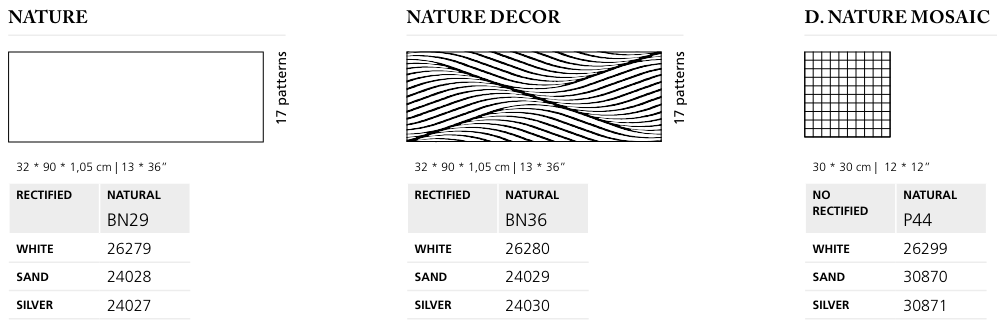 NATURE
17 patterns
32 * 90 * 1,05 cm | 13 * 36”
RECTIFIED NATURAL
BN29
WHITE 26279
SAND 24028
SILVER 24027
NATURE DECOR
17 patterns
32 * 90 * 1,05 cm | 13 * 36”
RECTIFIED NATURAL
BN36
WHITE 26280
SAND 24029
SILVER 24030
D. NATURE MOSAIC
30 * 30 cm | 12 * 12”
NO RECTIFIED NATURAL
P44
WHITE 26299
SAND 30870
SILVER 30871